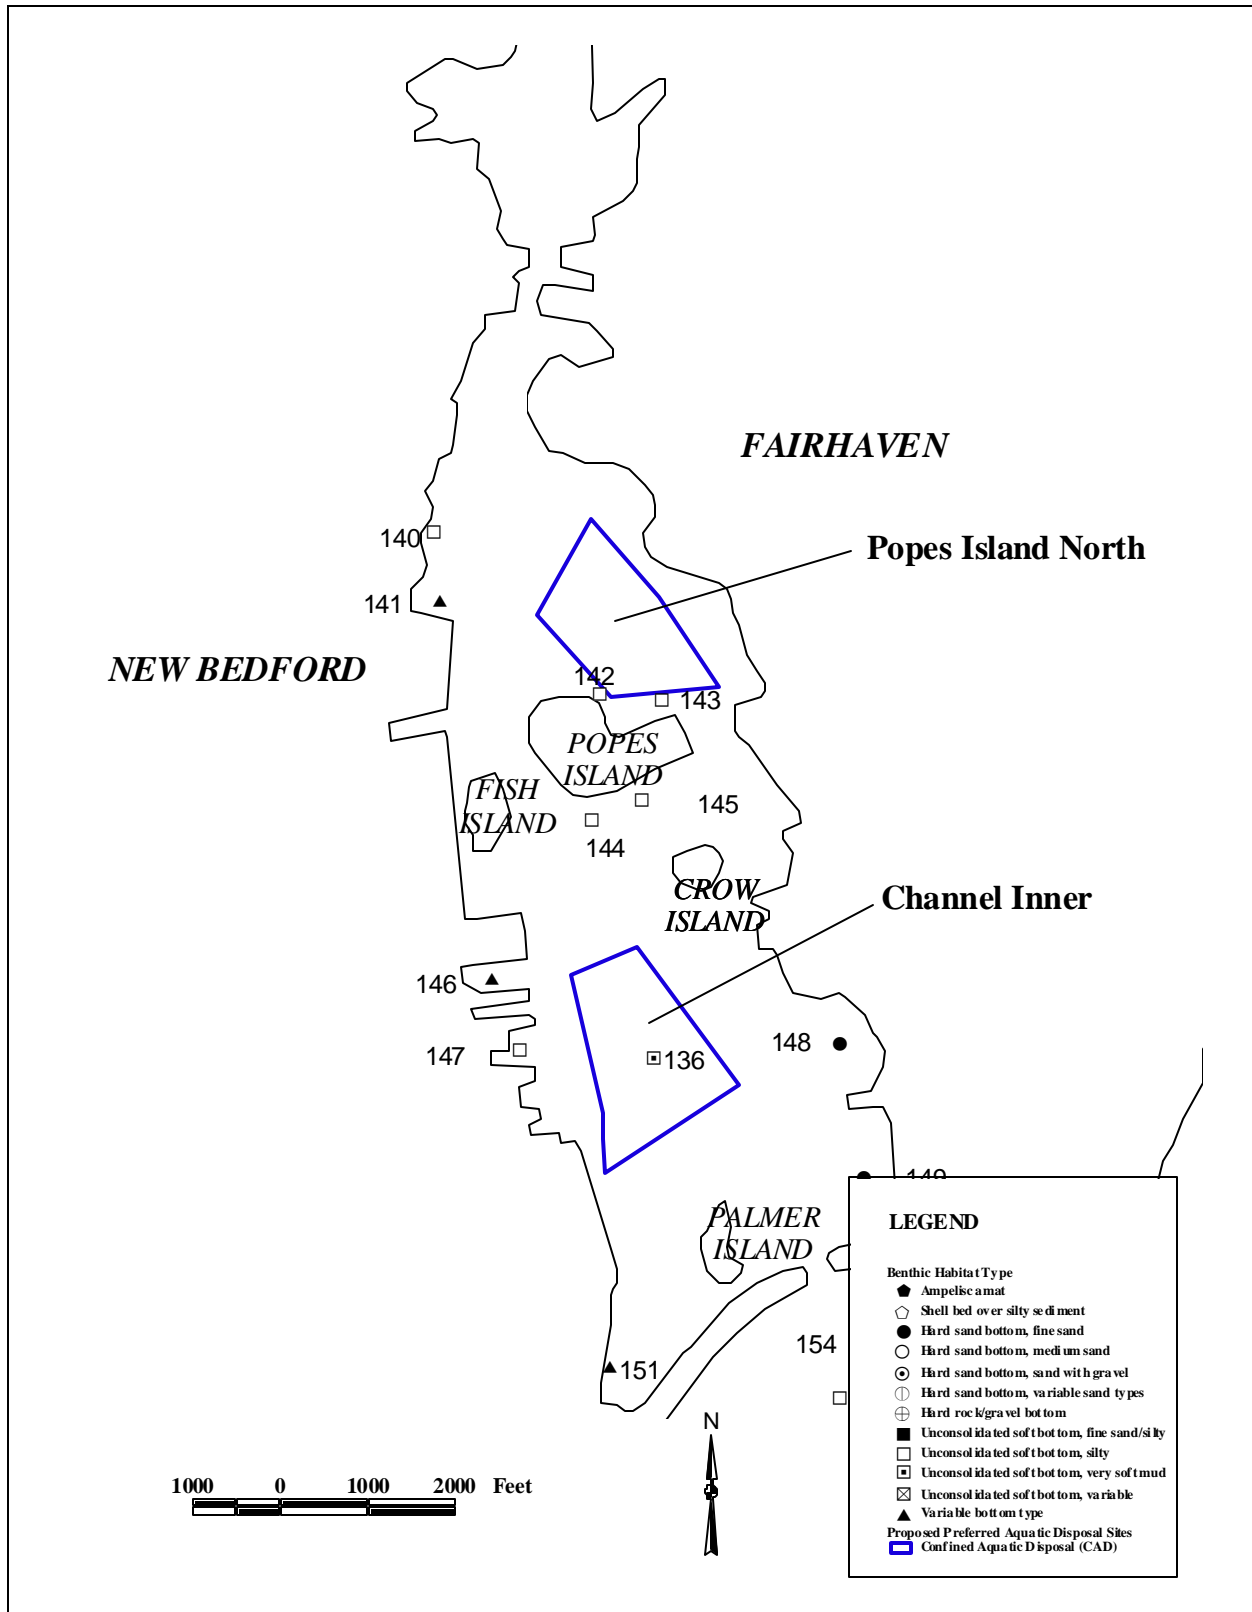 FAIRHAVEN
140
Popes Island North
141
NEW BEDFORD
142
143
POPES
ISLAND
FISH
ISLAND
145
144
CROW
ISLAND
Channel Inner
146
148
147
136
149
PALMER
ISLAND
154
151
N
1000 0 1000 2000 Feet
LEGEND
Benthic Habitat Type
Ampelisca mat
Shell bed over silty sediment
Hard sand bottom, fine sand
Hard sand bottom, medium sand
Hard sand bottom, sand with gravel
Hard sand bottom, variable sand types
Hard rock/gravel bottom
Unconsolidated soft bottom, fine sand/silty
Unconsolidated soft bottom, silty
Unconsolidated soft bottom, very soft mud
Unconsolidated soft bottom, variable
Variable bottom type
Proposed Preferred Aquatic Disposal Sites
Confined Aquatic Disposal (CAD)